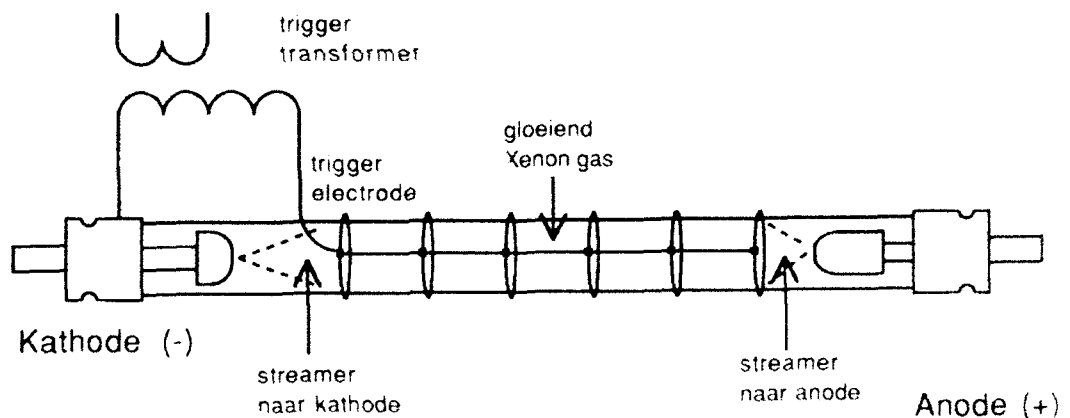 trigger
transformer
gloeiend
Xenon gas
trigger
electrode
Kathode (-)
streamer
naar kathode
streamer
naar anode
Anode (+)